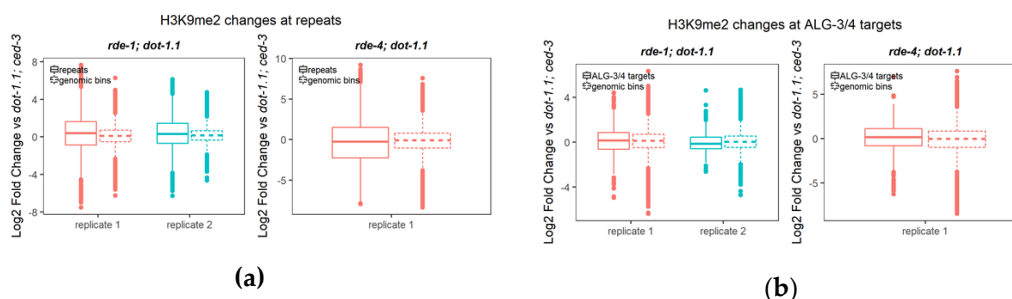 H3K9me2 changes at repeats
rde-1; dot-1.1
rde-4; dot-1.1
Log2 Fold Change vs dot-1.1; ced-3
8
4
0
-4
-8
repeats
genomic bins
replicate 1
replicate 2
Log2 Fold Change vs dot-1.1; ced-3
10
5
0
-5
repeats
genomic bins
replicate 1
(a)
H3K9me2 changes at ALG-3/4 targets
rde-1; dot-1.1
rde-4; dot-1.1
Log2 Fold Change vs dot-1.1; ced-3
4
0
-4
ALG-3/4 targets
genomic bins
replicate 1
replicate 2
Log2 Fold Change vs dot-1.1; ced-3
5
0
-5
ALG-3/4 targets
genomic bins
replicate 1
(b)